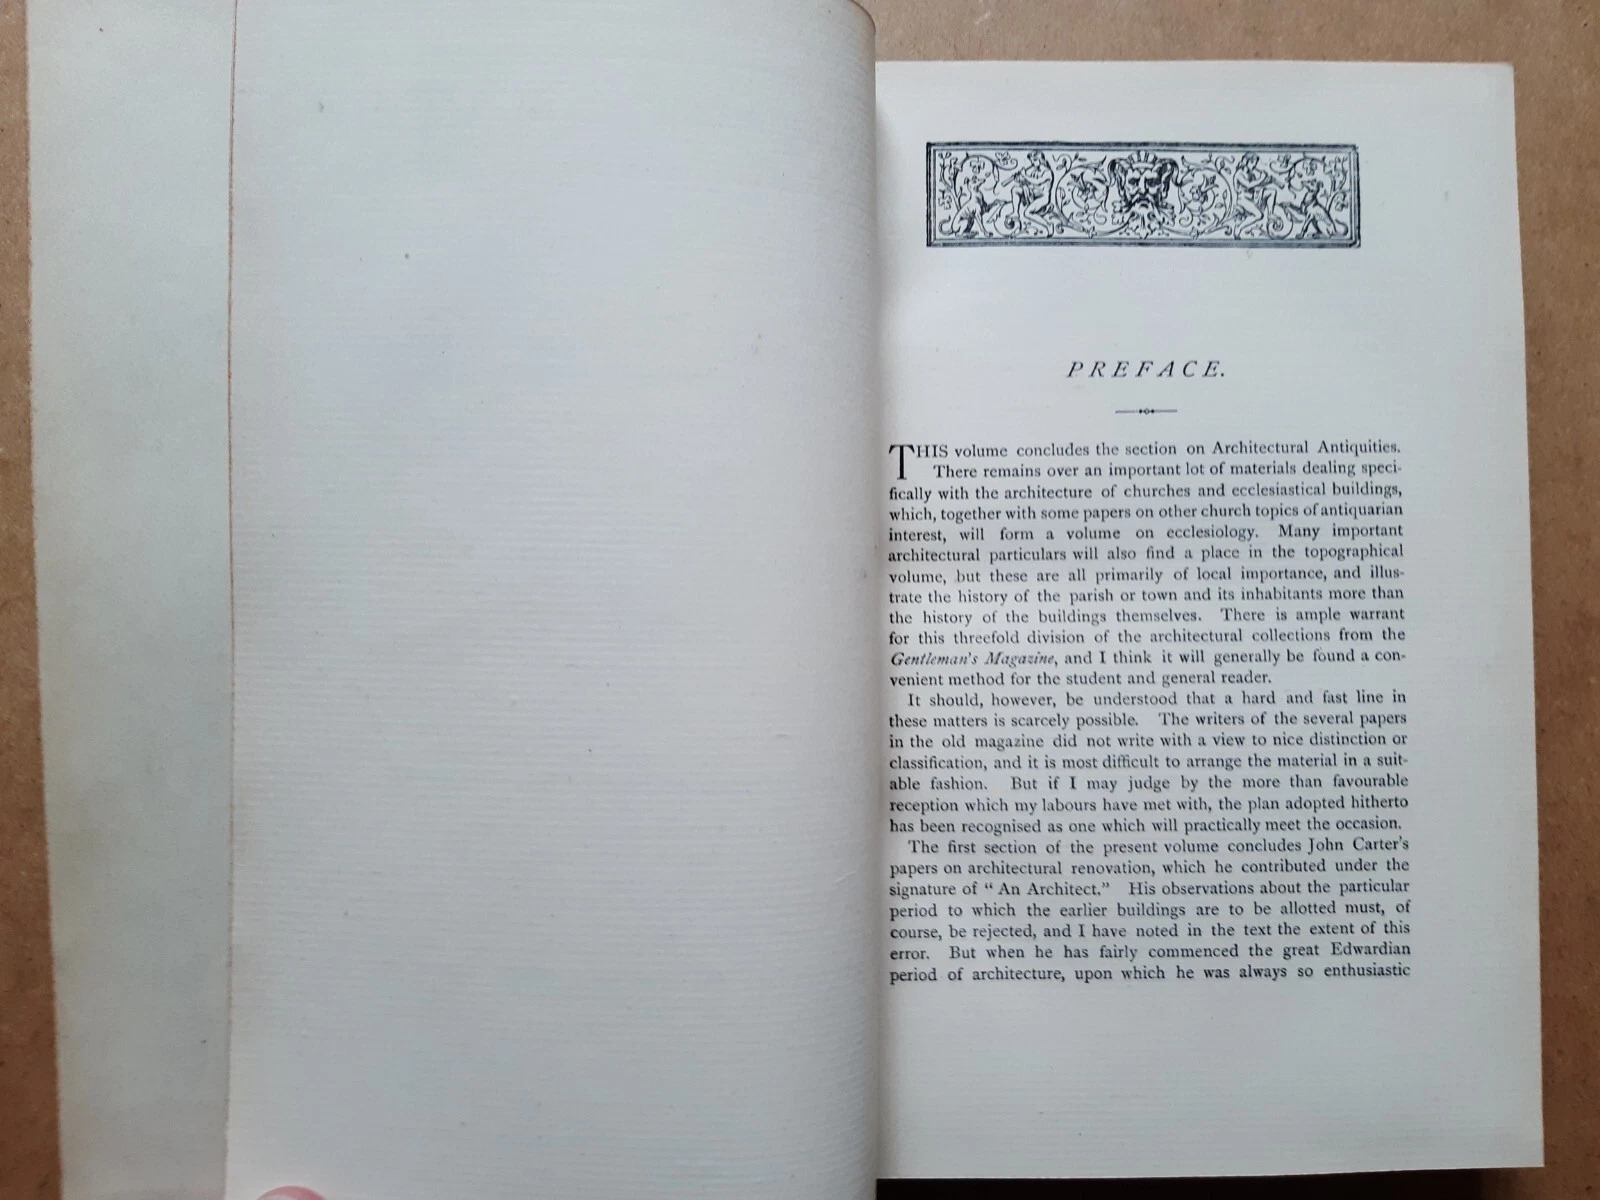 PREFACE.
THIS volume concludes the section on Architectural Antiquities.
There remains over an important lot of materials dealing speci-
fically with the architecture of churches and ecclesiastical buildings,
which, together with some papers on other church topics of antiquarian
interest, will form a volume on ecclesiology. Many important
architectural particulars will also find a place in the topographical
volume, but these are all primarily of local importance, and illus-
trate the history of the parish or town and its inhabitants more than
the history of the buildings themselves. There is ample warrant
for this threefold division of the architectural collections from the
Gentleman's Magazine, and I think it will generally be found a con-
venient method for the student and general reader.
It should, however, be understood that a hard and fast line in
these matters is scarcely possible. The writers of the several papers
in the old magazine did not write with a view to nice distinction or
classification, and it is most difficult to arrange the material in a suit-
able fashion. But if I may judge by the more than favourable
reception which my labours have met with, the plan adopted hitherto
has been recognised as one which will practically meet the occasion.
The first section of the present volume concludes John Carter's
papers on architectural renovation, which he contributed under the
signature of “ An Architect.” His observations about the particular
period to which the earlier buildings are to be allotted must, of
course, be rejected, and I have noted in the text the extent of this
error. But when he has fairly commenced the great Edwardian
period of architecture, upon which he was always so enthusiastic